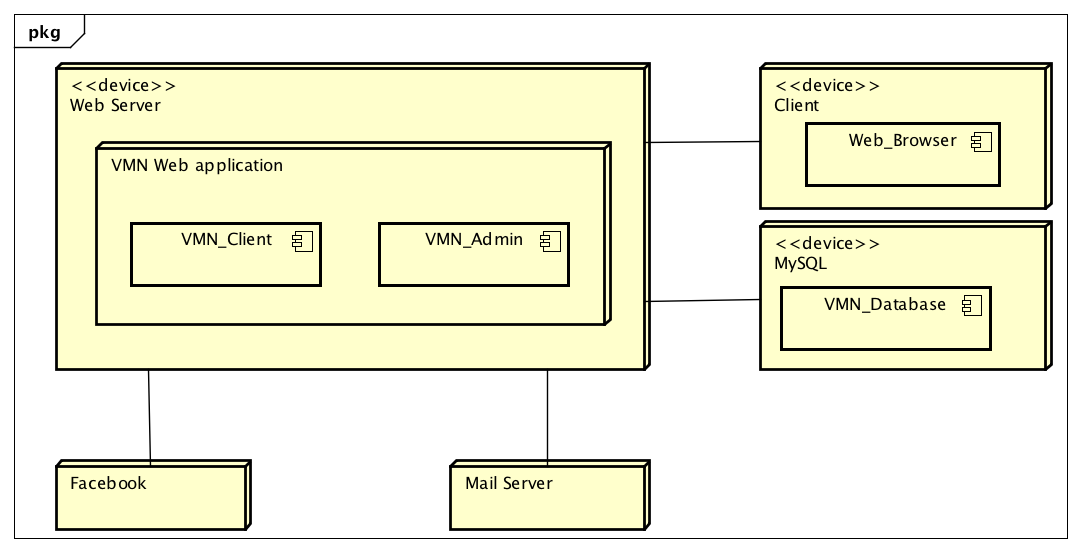 pkg
<<device>>
Web Server
VMN Web application
VMN_Client
VMN_Admin
<<device>>
Client
Web_Browser
<<device>>
MySQL
VMN_Database
Facebook
Mail Server